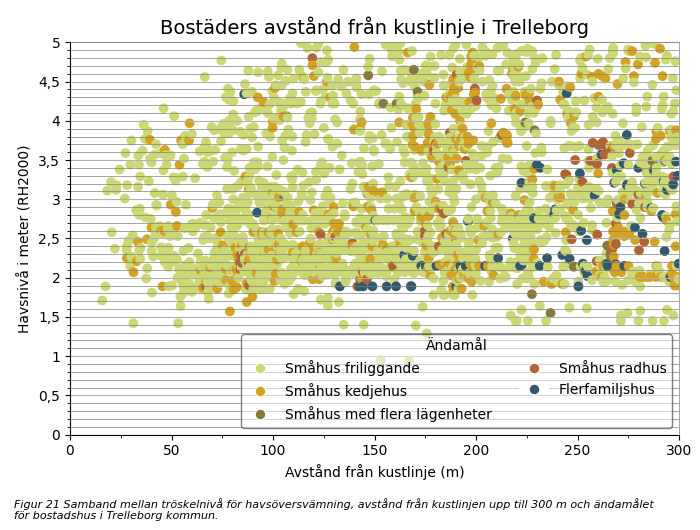 Bostäders avstånd från kustlinje i Trelleborg
Havsnivå i meter (RH2000)
5
4,5
4
3,5
3
2,5
2
1,5
1
0,5
0
Ändamål
Småhus friliggande
Småhus kedjehus
Småhus med flera lägenheter
Småhus radhus
Flerfamiljshus
0 50 100 150 200 250 300
Avstånd från kustlinje (m)
Figur 21 Samband mellan tröskelnivå för havsöversvämning, avstånd från kustlinjen upp till 300 m och ändamålet
för bostadshus i Trelleborg kommun.